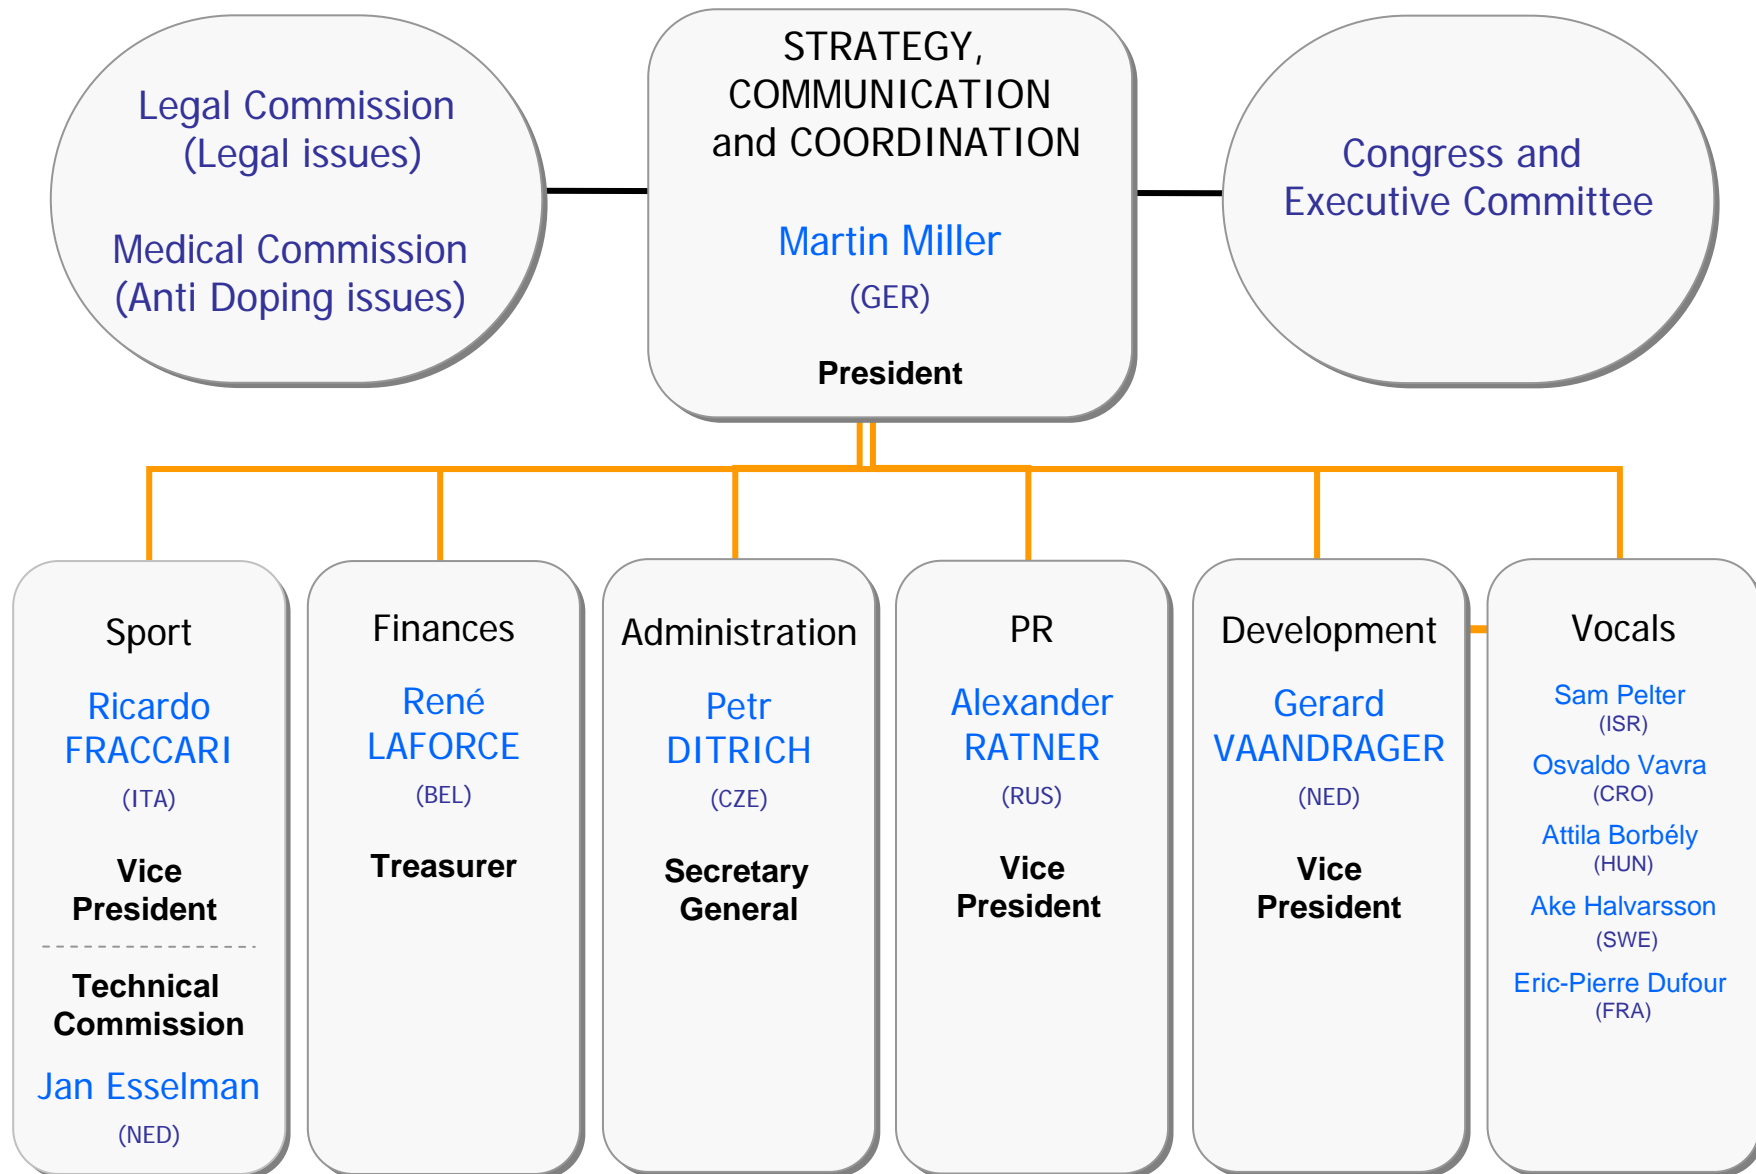 Legal Commission
(Legal issues)
Medical Commission
(Anti Doping issues)
STRATEGY,
COMMUNICATION
and COORDINATION
Martin Miller
(GER)
President
Congress and
Executive Committee
Sport
Ricardo
FRACCARI
(ITA)
Vice
President
Technical
Commission
Jan Esselman
(NED)
Finances
René
LAFORCE
(BEL)
Treasurer
Administration
Petr
DITRICH
(CZE)
Secretary
General
PR
Alexander
RATNER
(RUS)
Vice
President
Development
Gerard
VAANDRAGER
(NED)
Vice
President
Vocals
Sam Pelter
(ISR)
Osvaldo Vavra
(CRO)
Attila Borbély
(HUN)
Ake Halvarsson
(SWE)
Eric-Pierre Dufour
(FRA)